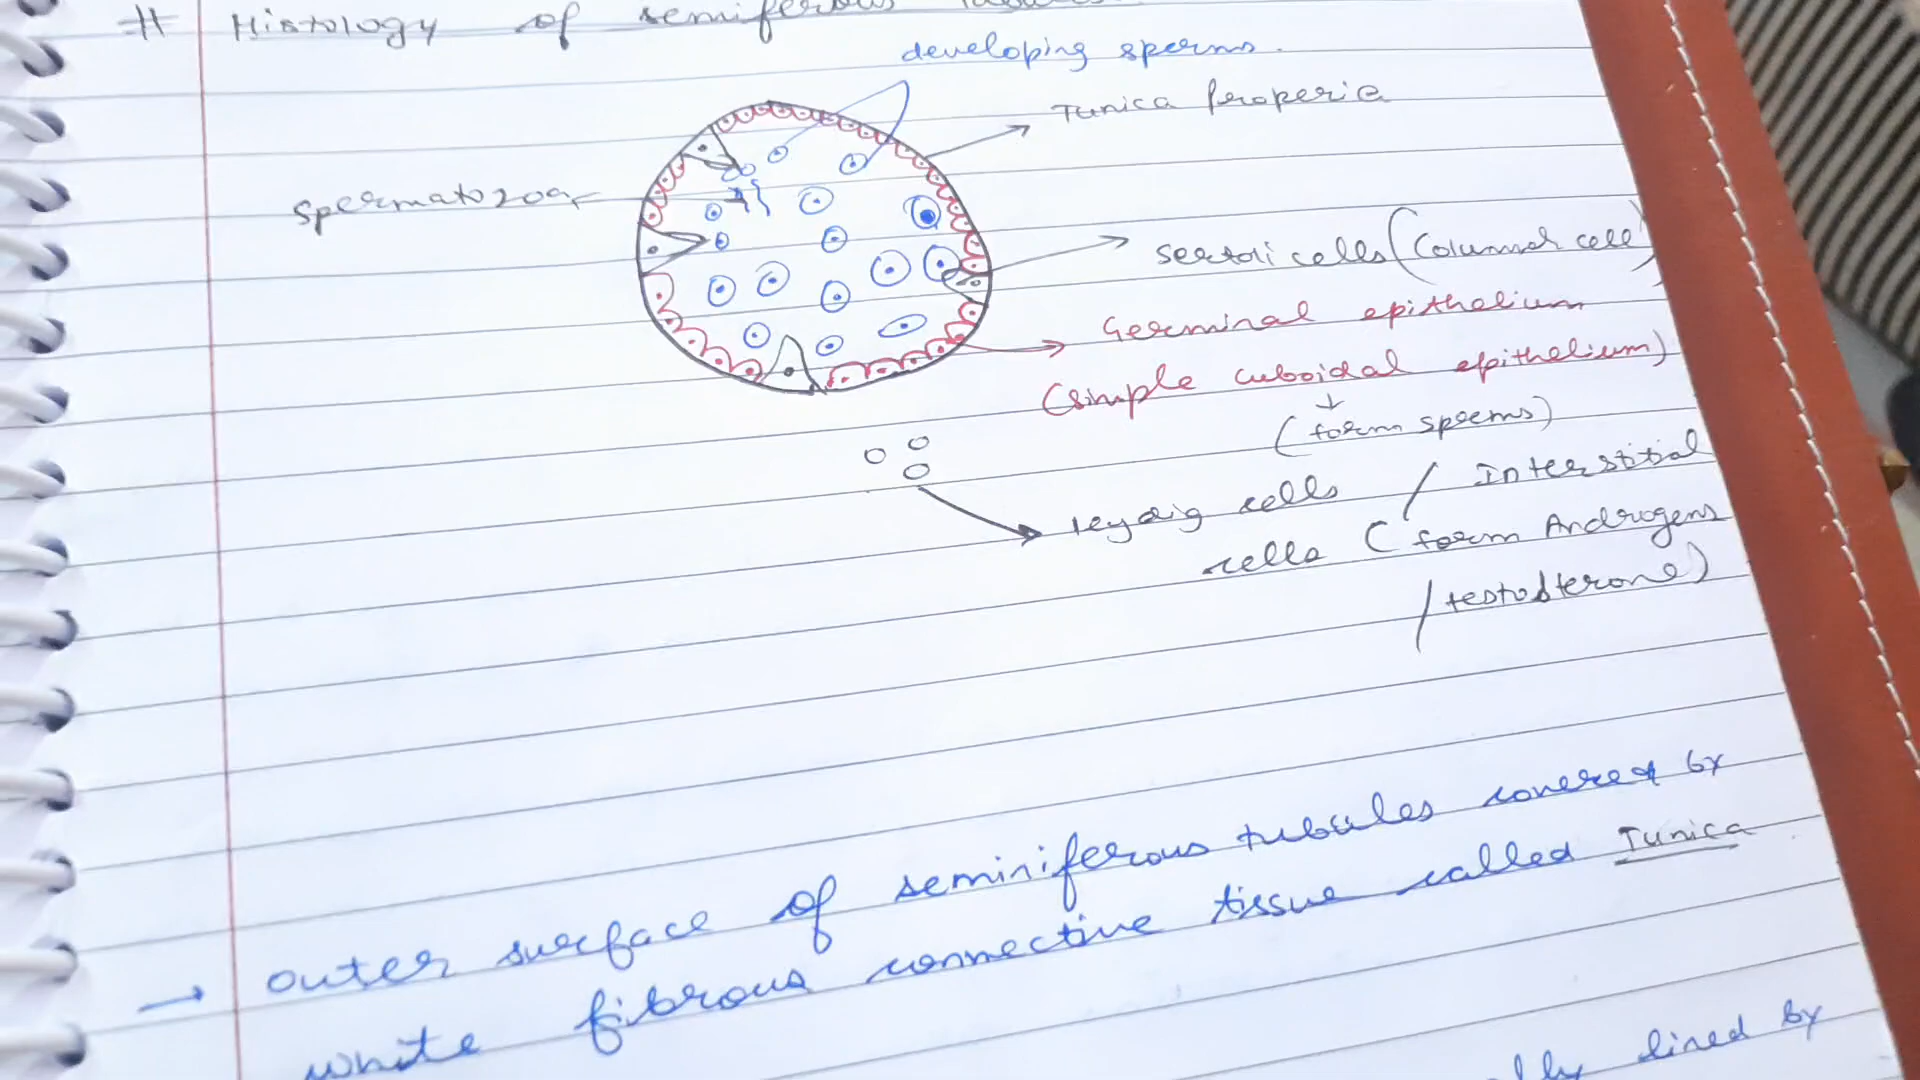 # Histology of semiferous
developing sperms.
Tunica properia
spermatozoa
sertoli cells (Columnar cell)
Germinal epithelium
(simple cuboidal epithelium)
(form sperms)
leydig cells / Interstitial
cells (form Androgens
/testosterone)
→ outer surface of seminiferous tubules covered by
white fibrous connective tissue called Tunica
lined by